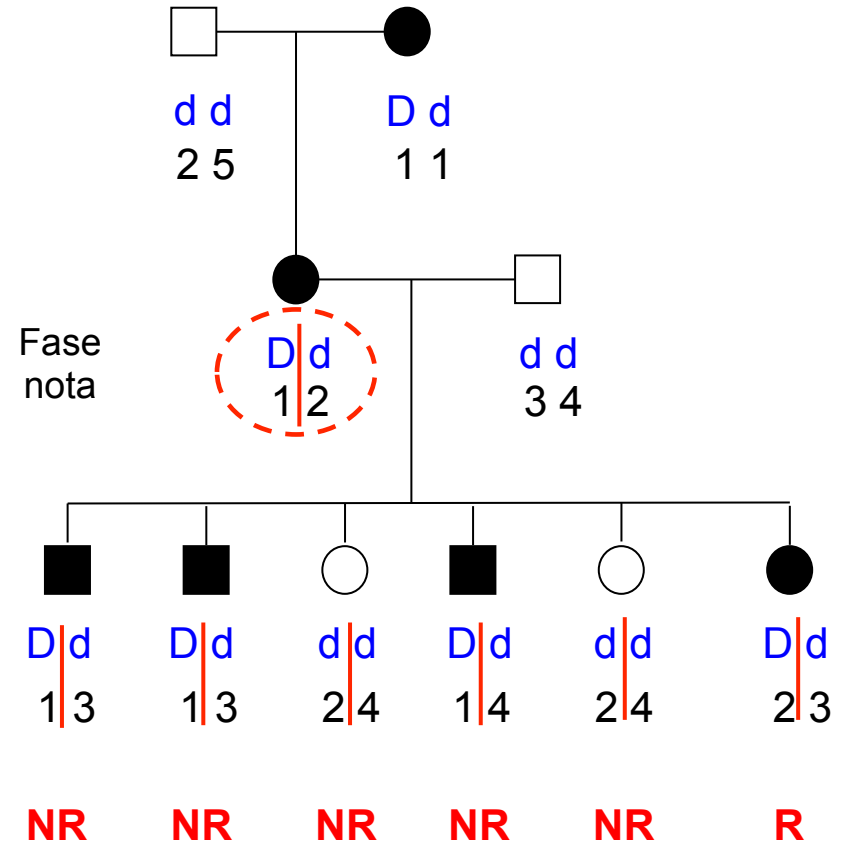 d d D d
2 5 1 1
Fase
nota
D d d d
1 2 3 4
D d D d d d D d d d D d
1 3 1 3 2 4 1 4 2 4 2 3
NR NR NR NR NR R